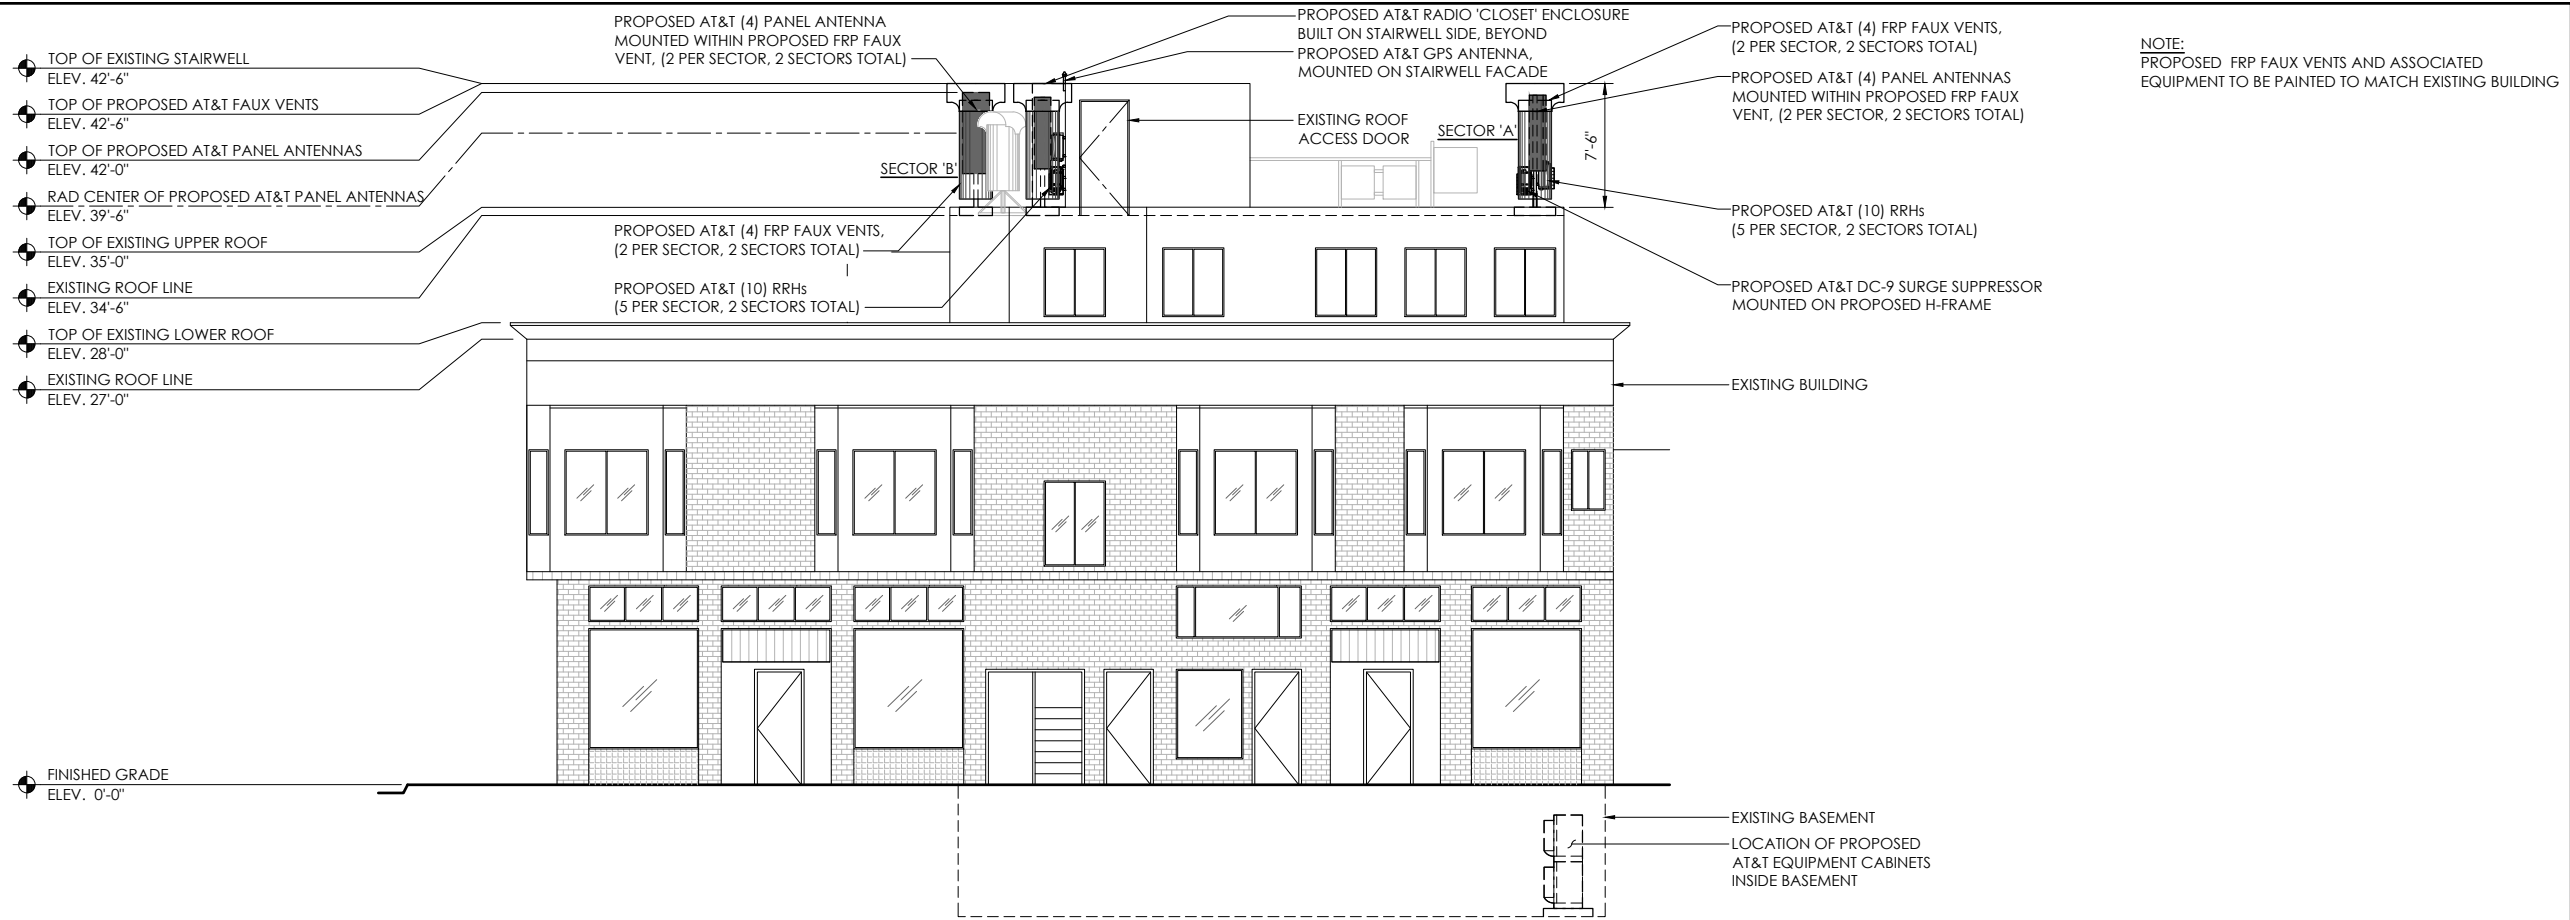 TOP OF EXISTING STAIRWELL
ELEV. 42'-6"
TOP OF PROPOSED AT&T FAUX VENTS
ELEV. 42'-6"
TOP OF PROPOSED AT&T PANEL ANTENNAS
ELEV. 42'-0"
RAD CENTER OF PROPOSED AT&T PANEL ANTENNAS
ELEV. 39'-6"
TOP OF EXISTING UPPER ROOF
ELEV. 35'-0"
EXISTING ROOF LINE
ELEV. 34'-6"
TOP OF EXISTING LOWER ROOF
ELEV. 28'-0"
EXISTING ROOF LINE
ELEV. 27'-0"
FINISHED GRADE
ELEV. 0'-0"
PROPOSED AT&T (4) PANEL ANTENNA
MOUNTED WITHIN PROPOSED FRP FAUX
VENT, (2 PER SECTOR, 2 SECTORS TOTAL)
SECTOR 'B'
PROPOSED AT&T (4) FRP FAUX VENTS,
(2 PER SECTOR, 2 SECTORS TOTAL)
PROPOSED AT&T (10) RRHs
(5 PER SECTOR, 2 SECTORS TOTAL)
PROPOSED AT&T RADIO 'CLOSET' ENCLOSURE
BUILT ON STAIRWELL SIDE, BEYOND
PROPOSED AT&T GPS ANTENNA,
MOUNTED ON STAIRWELL FACADE
EXISTING ROOF
ACCESS DOOR
SECTOR 'A'
7'-6"
PROPOSED AT&T (4) FRP FAUX VENTS,
(2 PER SECTOR, 2 SECTORS TOTAL)
PROPOSED AT&T (4) PANEL ANTENNAS
MOUNTED WITHIN PROPOSED FRP FAUX
VENT, (2 PER SECTOR, 2 SECTORS TOTAL)
PROPOSED AT&T (10) RRHs
(5 PER SECTOR, 2 SECTORS TOTAL)
PROPOSED AT&T DC-9 SURGE SUPPRESSOR
MOUNTED ON PROPOSED H-FRAME
EXISTING BUILDING
EXISTING BASEMENT
LOCATION OF PROPOSED
AT&T EQUIPMENT CABINETS
INSIDE BASEMENT
NOTE:
PROPOSED FRP FAUX VENTS AND ASSOCIATED
EQUIPMENT TO BE PAINTED TO MATCH EXISTING BUILDING